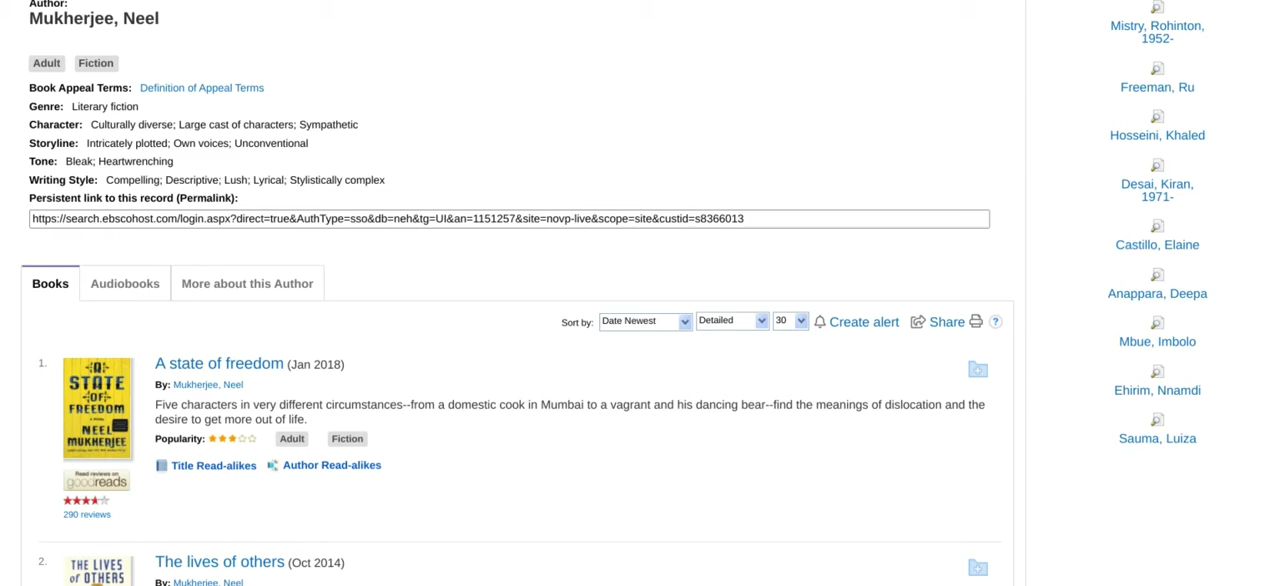 Author:
Mukherjee, Neel
Adult Fiction
Book Appeal Terms: Definition of Appeal Terms
Genre: Literary fiction
Character: Culturally diverse; Large cast of characters; Sympathetic
Storyline: Intricately plotted; Own voices; Unconventional
Tone: Bleak; Heartwrenching
Writing Style: Compelling; Descriptive; Lush; Lyrical; Stylistically complex
Persistent link to this record (Permalink):
https://search.ebscohost.com/login.aspx?direct=true&AuthType=sso&db=neh&tg=UI&an=1151257&site=novp-live&scope=site&custid=s8366013
Books Audiobooks More about this Author
Sort by: Date Newest Detailed 30 Create alert Share ?
1.
A STATE OF FREEDOM
NEEL MUKHERJEE
Read reviews on
goodreads
290 reviews
A state of freedom (Jan 2018)
By: Mukherjee, Neel
Five characters in very different circumstances--from a domestic cook in Mumbai to a vagrant and his dancing bear--find the meanings of dislocation and the
desire to get more out of life.
Popularity: Adult Fiction
Title Read-alikes Author Read-alikes
2.
THE LIVES
of OTHERS
The lives of others (Oct 2014)
By: Mukherjee, Neel
Mistry, Rohinton,
1952-
Freeman, Ru
Hosseini, Khaled
Desai, Kiran,
1971-
Castillo, Elaine
Anappara, Deepa
Mbue, Imbolo
Ehirim, Nnamdi
Sauma, Luiza